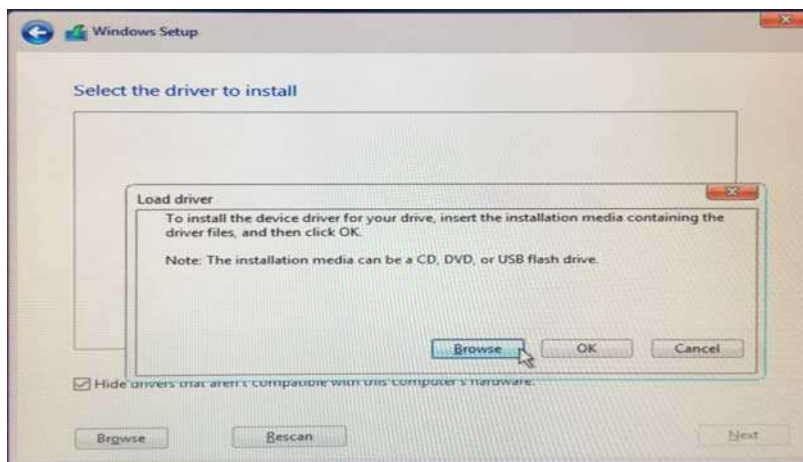 Windows Setup
Select the driver to install
Load driver
To install the device driver for your drive, insert the installation media containing the
driver files, and then click OK.
Note: The installation media can be a CD, DVD, or USB flash drive.
Browse OK Cancel
Hide drivers that aren't compatible with this computer's hardware.
Browse Rescan Next